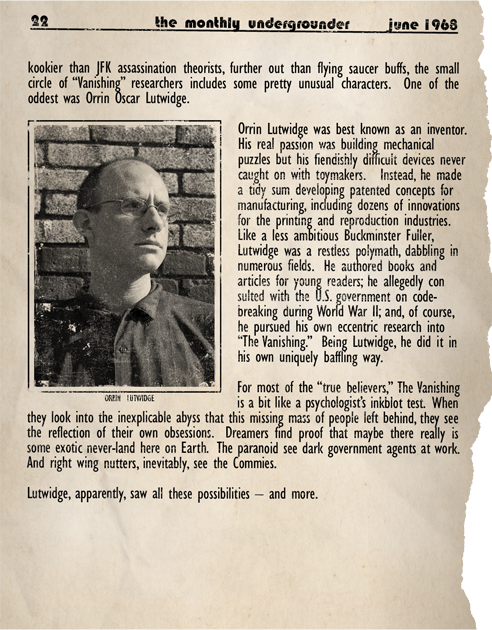 22 the monthly undergrounder june 1968
kookier than JFK assassination theorists, further out than flying saucer buffs, the small
circle of “Vanishing” researchers includes some pretty unusual characters. One of the
oddest was Orrin Oscar Lutwidge.
Orrin Lutwidge was best known as an inventor.
His real passion was building mechanical
puzzles but his fiendishly difficult devices never
caught on with toymakers. Instead, he made
a tidy sum developing patented concepts for
manufacturing, including dozens of innovations
for the printing and reproduction industries.
Like a less ambitious Buckminster Fuller,
Lutwidge was a restless polymath, dabbling in
numerous fields. He authored books and
articles for young readers; he allegedly con
sulted with the U.S. government on code-
breaking during World War II; and, of course,
he pursued his own eccentric research into
“The Vanishing.” Being Lutwidge, he did it in
his own uniquely baffling way.
ORRIN LUTWIDGE
For most of the “true believers,” The Vanishing
is a bit like a psychologist’s inkblot test. When
they look into the inexplicable abyss that this missing mass of people left behind, they see
the reflection of their own obsessions. Dreamers find proof that maybe there really is
some exotic never-land here on Earth. The paranoid see dark government agents at work.
And right wing nutters, inevitably, see the Commies.
Lutwidge, apparently, saw all these possibilities — and more.